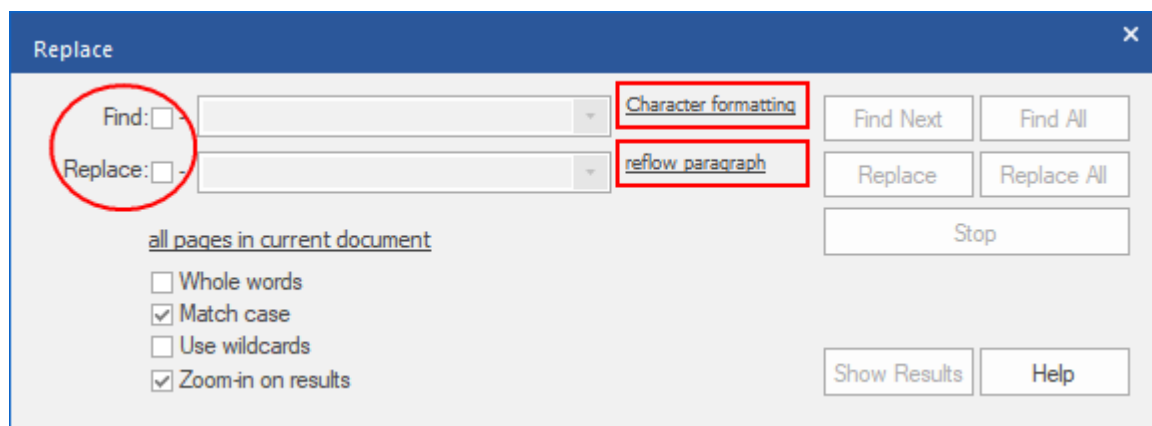 Replace
Find: - Character formatting Find Next Find All
Replace: - reflow paragraph Replace Replace All
all pages in current document Stop
Whole words
Match case
Use wildcards
Zoom-in on results Show Results Help